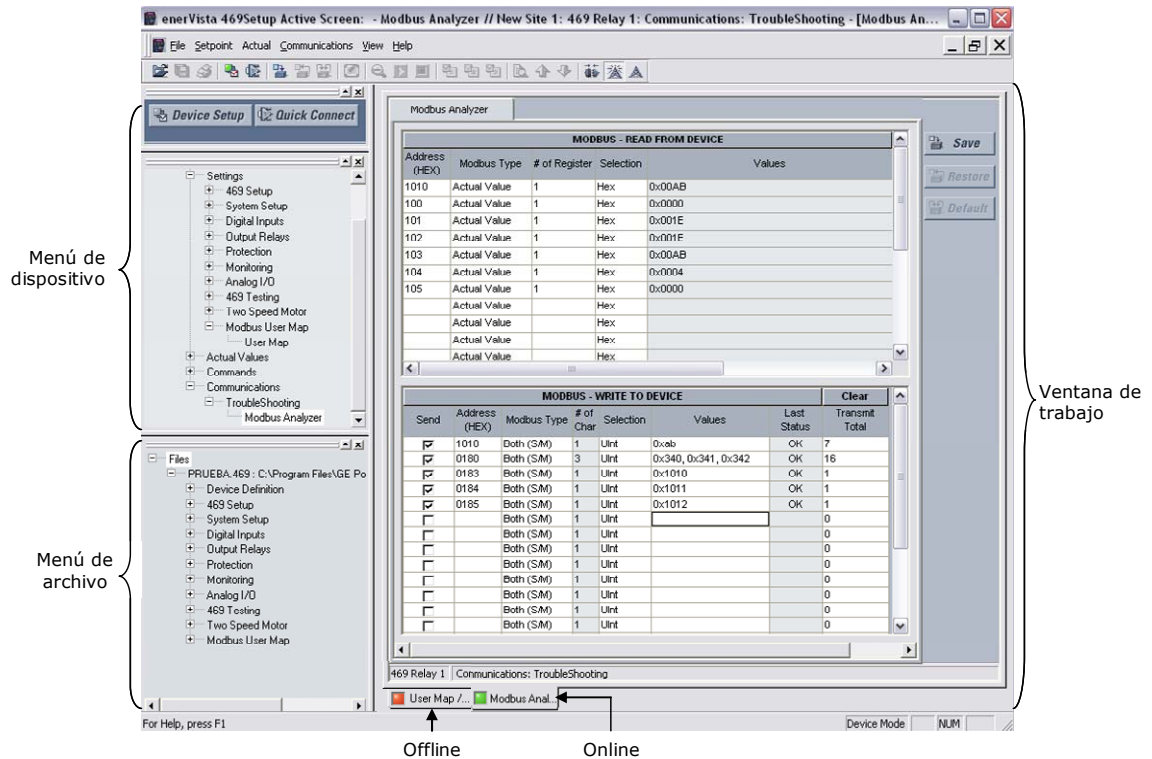 enerVista 469Setup Active Screen: - Modbus Analyzer // New Site 1: 469 Relay 1: Communications: TroubleShooting - [Modbus An...
File Setpoint Actual Communications View Help
Device Setup Quick Connect
Settings
469 Setup
System Setup
Digital Inputs
Output Relays
Protection
Monitoring
Analog I/O
469 Testing
Two Speed Motor
Modbus User Map
User Map
Actual Values
Commands
Communications
TroubleShooting
Modbus Analyzer
Menú de
dispositivo
Files
PRUEBA.469 : C:\Program Files\GE Po
Device Definition
469 Setup
System Setup
Digital Inputs
Output Relays
Protection
Monitoring
Analog I/O
469 Testing
Two Speed Motor
Modbus User Map
Menú de
archivo
Modbus Analyzer
MODBUS - READ FROM DEVICE
Address (HEX) Modbus Type # of Register Selection Values
1010 Actual Value 1 Hex 0x00AB
100 Actual Value 1 Hex 0x0000
101 Actual Value 1 Hex 0x001E
102 Actual Value 1 Hex 0x001E
103 Actual Value 1 Hex 0x00AB
104 Actual Value 1 Hex 0x0004
105 Actual Value 1 Hex 0x0000
Actual Value Hex
Actual Value Hex
Actual Value Hex
Actual Value Hex
MODBUS - WRITE TO DEVICE Clear
Send Address (HEX) Modbus Type # of Char Selection Values Last Status Transmit Total
1010 Both (S/M) 1 UInt 0xab OK 7
0180 Both (S/M) 3 UInt 0x340, 0x341, 0x342 OK 16
0183 Both (S/M) 1 UInt 0x1010 OK 1
0184 Both (S/M) 1 UInt 0x1011 OK 1
0185 Both (S/M) 1 UInt 0x1012 OK 1
Both (S/M) 1 UInt 0
Both (S/M) 1 UInt 0
Both (S/M) 1 UInt 0
Both (S/M) 1 UInt 0
Both (S/M) 1 UInt 0
Both (S/M) 1 UInt 0
Both (S/M) 1 UInt 0
Save
Restore
Default
Ventana de
trabajo
469 Relay 1 Communications: TroubleShooting
User Map /... Modbus Anal...
For Help, press F1 Device Mode NUM
Offline Online